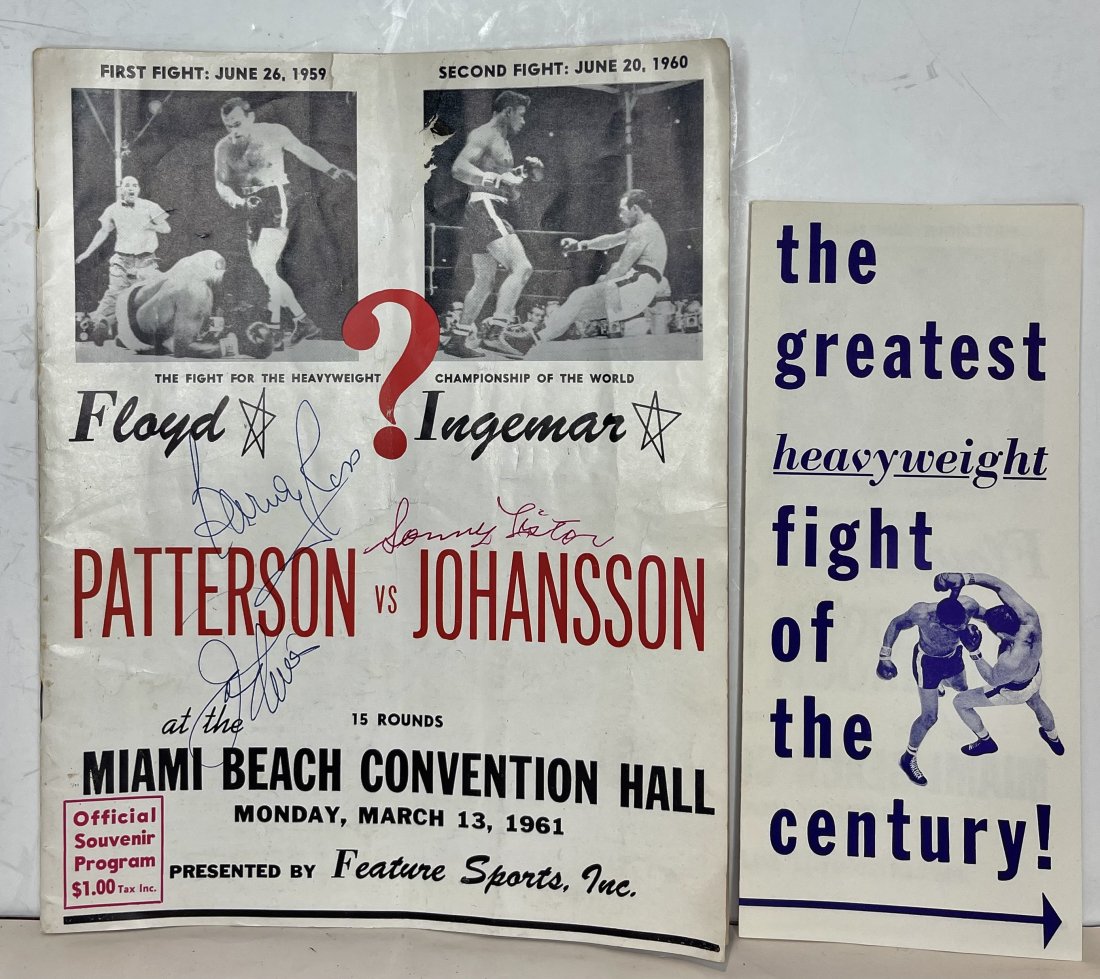 FIRST FIGHT: JUNE 26, 1959
SECOND FIGHT: JUNE 20, 1960
?
THE FIGHT FOR THE HEAVYWEIGHT CHAMPIONSHIP OF THE WORLD
Floyd Ingemar
Barney Ross
Sonny Liston
PATTERSON VS JOHANSSON
at the 15 ROUNDS
MIAMI BEACH CONVENTION HALL
MONDAY, MARCH 13, 1961
Official
Souvenir
Program
$1.00 Tax Inc.
PRESENTED BY Feature Sports, Inc.
the
greatest
heavyweight
fight
of
the
century!